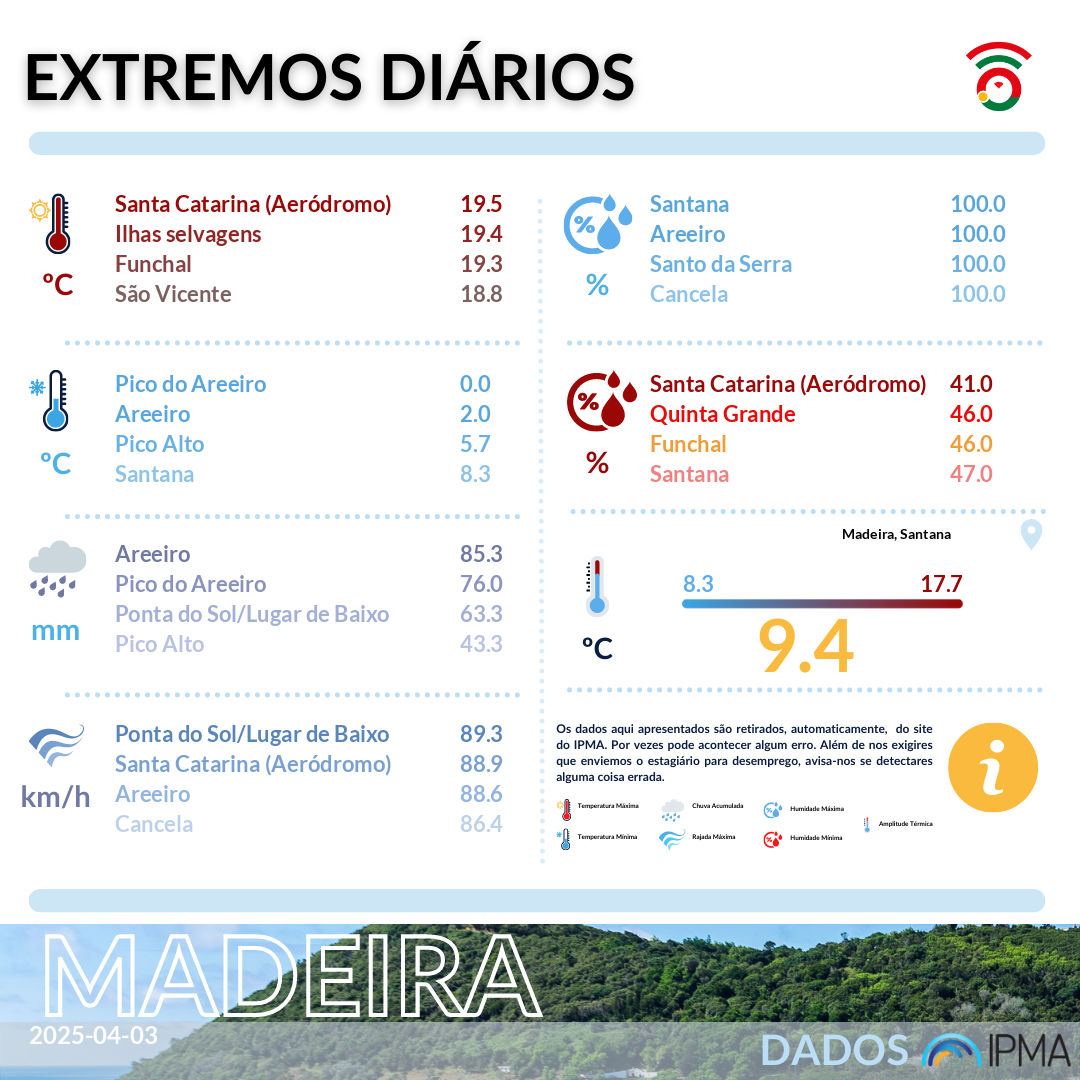 EXTREMOS DIÁRIOS
Santa Catarina (Aeródromo) 19.5
Ilhas selvagens 19.4
Funchal 19.3
São Vicente 18.8
ºC
Santana 100.0
Areeiro 100.0
Santo da Serra 100.0
Cancela 100.0
%
Pico do Areeiro 0.0
Areeiro 2.0
Pico Alto 5.7
Santana 8.3
ºC
Santa Catarina (Aeródromo) 41.0
Quinta Grande 46.0
Funchal 46.0
Santana 47.0
%
Areeiro 85.3
Pico do Areeiro 76.0
Ponta do Sol/Lugar de Baixo 63.3
Pico Alto 43.3
mm
Madeira, Santana
8.3 17.7
9.4
ºC
Ponta do Sol/Lugar de Baixo 89.3
Santa Catarina (Aeródromo) 88.9
Areeiro 88.6
Cancela 86.4
km/h
Os dados aqui apresentados são retirados, automaticamente, do site
do IPMA. Por vezes pode acontecer algum erro. Além de nos exigires
que enviemos o estagiário para desemprego, avisa-nos se detectares
alguma coisa errada.
i
Temperatura Máxima
Chuva Acumulada
Humidade Máxima
Amplitude Térmica
Temperatura Mínima
Rajada Máxima
Humidade Mínima
MADEIRA
2025-04-03
DADOS IPMA